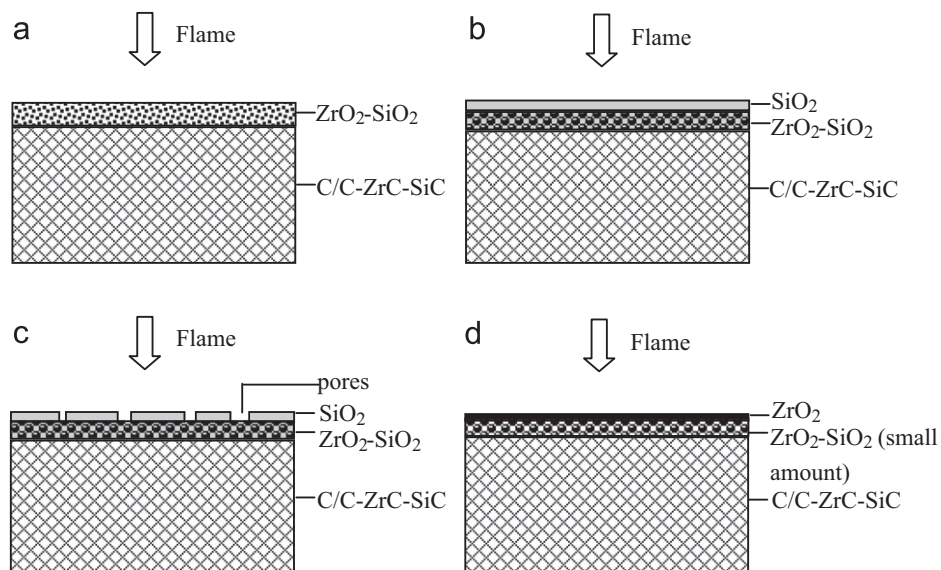 a
Flame
ZrO₂-SiO₂
C/C-ZrC-SiC
b
Flame
SiO₂
ZrO₂-SiO₂
C/C-ZrC-SiC
c
Flame
pores
SiO₂
ZrO₂-SiO₂
C/C-ZrC-SiC
d
Flame
ZrO₂
ZrO₂-SiO₂ (small
amount)
C/C-ZrC-SiC